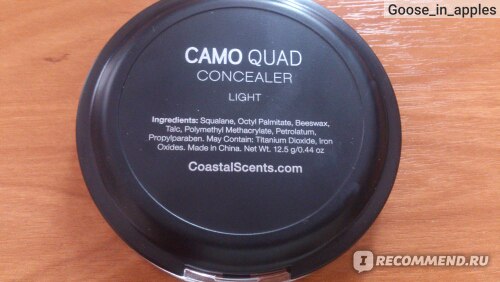 Goose_in_apples
CAMO QUAD
CONCEALER
LIGHT
Ingredients: Squalane, Octyl Palmitate, Beeswax,
Talc, Polymethyl Methacrylate, Petrolatum,
Propylparaben. May Contain: Titanium Dioxide, Iron
Oxides. Made in China. Net Wt. 12.5 g/0.44 oz
CoastalScents.com
I RECOMMEND.RU